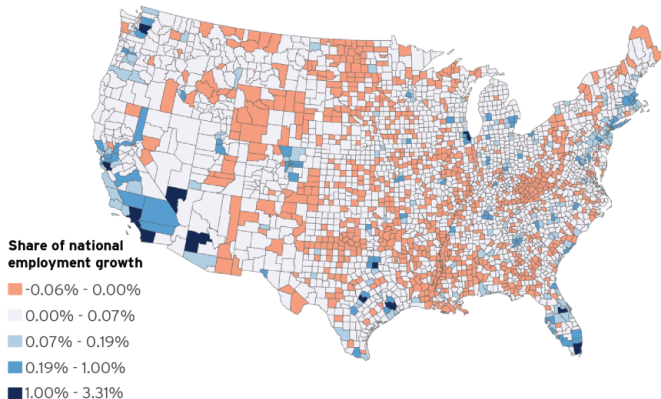 Share of national
employment growth
-0.06% - 0.00%
0.00% - 0.07%
0.07% - 0.19%
0.19% - 1.00%
1.00% - 3.31%